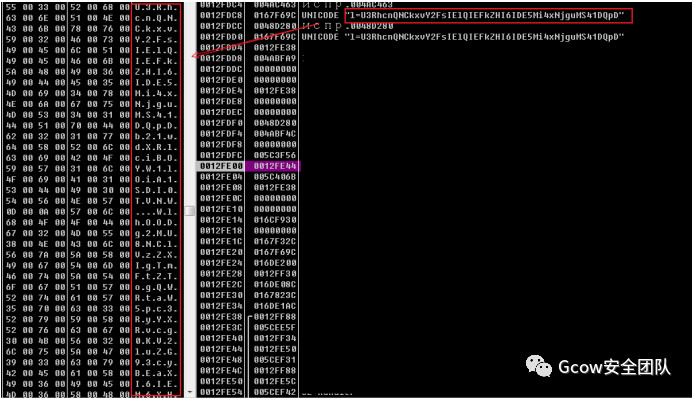 55 00 33 00 52 00 68 00 U.3.R.h.
63 00 6E 00 51 00 4E 00 c.n.Q.N.
43 00 6B 00 78 00 76 00 C.k.x.v.
59 00 32 00 46 00 73 00 Y.2.F.s.
49 00 45 00 6C 00 51 00 I.E.l.Q.
49 00 45 00 46 00 6B 00 I.E.F.k.
5A 00 48 00 49 00 36 00 Z.H.I.6.
49 00 44 00 45 00 35 00 I.D.E.5.
4D 00 69 00 34 00 78 00 M.i.4.x.
4E 00 6A 00 67 00 75 00 N.j.g.u.
4D 00 53 00 34 00 31 00 M.S.4.1.
44 00 51 00 70 00 44 00 D.Q.p.D.
62 00 32 00 31 00 77 00 b.2.1.w.
64 00 58 00 52 00 6C 00 d.X.R.l.
63 00 69 00 42 00 4F 00 c.i.B.O.
59 00 57 00 31 00 6C 00 Y.W.1.l.
4F 00 69 00 41 00 31 00 O.i.A.1.
53 00 44 00 49 00 30 00 S.D.I.0.
54 00 56 00 4E 00 57 00 T.V.N.W.
0D 00 0A 00 57 00 6C 00 ....W.l.
68 00 4F 00 4F 00 44 00 h.O.O.D.
67 00 32 00 4D 00 55 00 g.2.M.U.
38 00 4E 00 43 00 6C 00 8.N.C.l.
56 00 7A 00 5A 00 58 00 V.z.Z.X.
49 00 67 00 54 00 6D 00 I.g.T.m.
46 00 74 00 5A 00 54 00 F.t.Z.T.
6F 00 67 00 51 00 57 00 o.g.Q.W.
52 00 74 00 61 00 57 00 R.t.a.W.
35 00 70 00 63 00 33 00 5.p.c.3.
52 00 79 00 59 00 58 00 R.y.Y.X.
52 00 76 00 63 00 67 00 R.v.c.g.
30 00 4B 00 56 00 32 00 0.K.V.2.
6C 00 75 00 5A 00 47 00 l.u.Z.G.
39 00 33 00 63 00 79 00 9.3.c.y.
42 00 45 00 61 00 58 00 B.E.a.X.
49 00 36 00 49 00 45 00 I.6.I.E.
4D 00 36 00 58 00 48 00 M.6.X.H.
0012FDC4 004AC463 испр.004AC463
0012FDC8 0167F69C UNICODE "l=U3RhcnQNCkxvY2FsIElQIEFkZHI6IDE5Mi4xNjguMS41DQpD"
0012FDCC 0048D280 испр.0048D280
0012FDD0 0167F69C UNICODE "l=U3RhcnQNCkxvY2FsIElQIEFkZHI6IDE5Mi4xNjguMS41DQpD"
0012FDD4 0012FE38
0012FDD8 004ABFA9
0012FDDC 00000000
0012FDE0 00000000
0012FDE4 0012FE38
0012FDE8 00000000
0012FDEC 00000000
0012FDF0 0048D280
0012FDF4 004ABF4C
0012FDF8 00000000
0012FDFC 005C3F56
0012FE00 0012FE44
0012FE04 005C406B
0012FE08 0012FE38
0012FE0C 00000000
0012FE10 00000000
0012FE14 016CF930
0012FE18 00000000
0012FE1C 0167F32C
0012FE20 0167F69C
0012FE24 016DE200
0012FE28 0012FF30
0012FE2C 016DE08C
0012FE30 0167823C
0012FE34 016DE1AC
0012FE38 0012FF88
0012FE3C 005CEE5F
0012FE40 0012FF34
0012FE44 0012FE50
0012FE48 005CEF31
0012FE4C 0012FF88
0012FE50 0012FE5C
0012FE54 005CEF42
Gcow安全团队